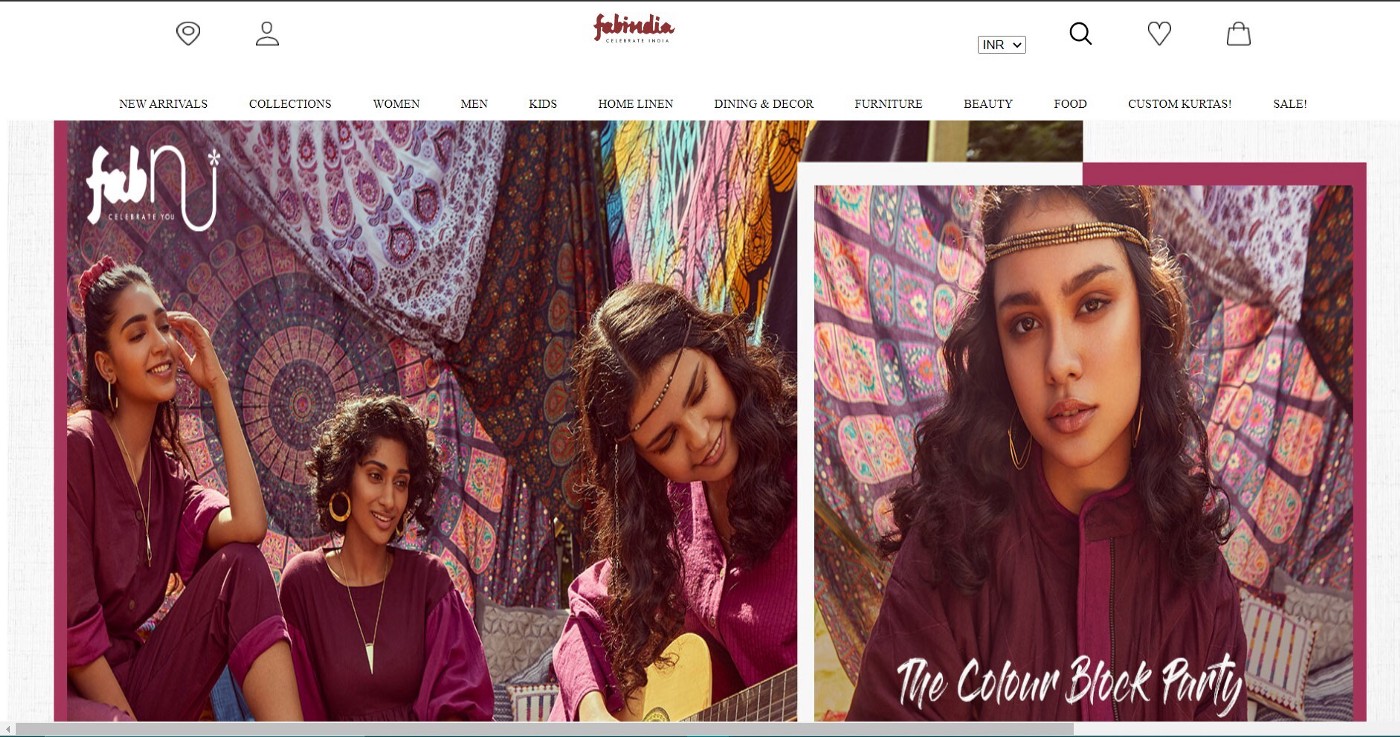 fabindia
CELEBRATE INDIA
INR
NEW ARRIVALS COLLECTIONS WOMEN MEN KIDS HOME LINEN DINING & DECOR FURNITURE BEAUTY FOOD CUSTOM KURTAS! SALE!
fabNU*
CELEBRATE YOU
The Colour Block Party